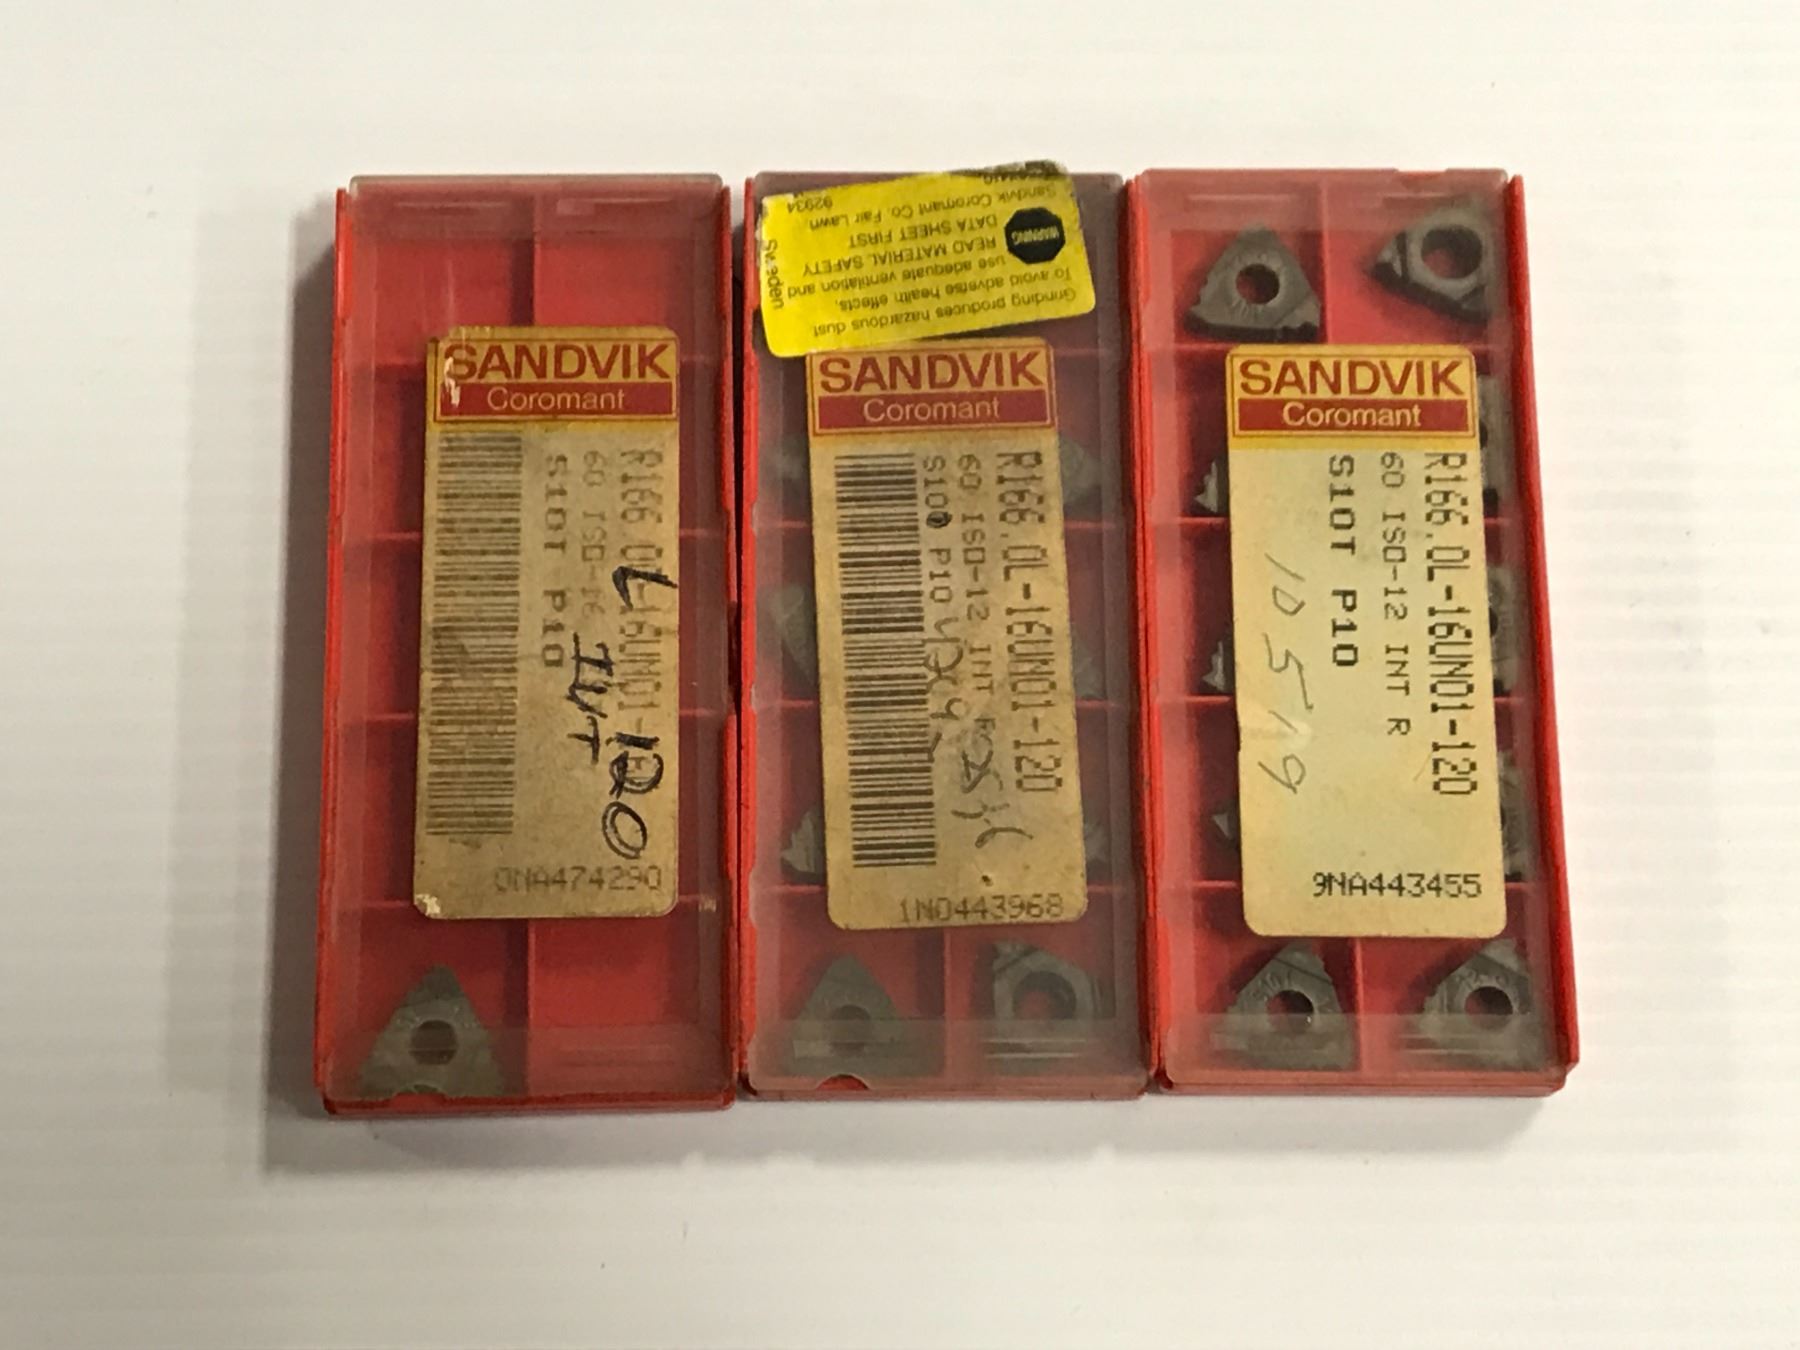 SANDVIK
Coromant
R166.0L-16UN01-
60 ISO-16
S10T P10
L
INT
120
0NA474290
WARNING
Grinding produces hazardous dust.
To avoid adverse health effects,
use adequate ventilation and
READ MATERIAL SAFETY
DATA SHEET FIRST
Sandvik Coromant Co. Fair Lawn,
92934
Sweden
SANDVIK
Coromant
R166.0L-16UN01-120
60 ISO-12 INT R
P10
1N0443968
SANDVIK
Coromant
R166.0L-16UN01-120
60 ISO-12 INT R
S10T P10
10519
9NA443455